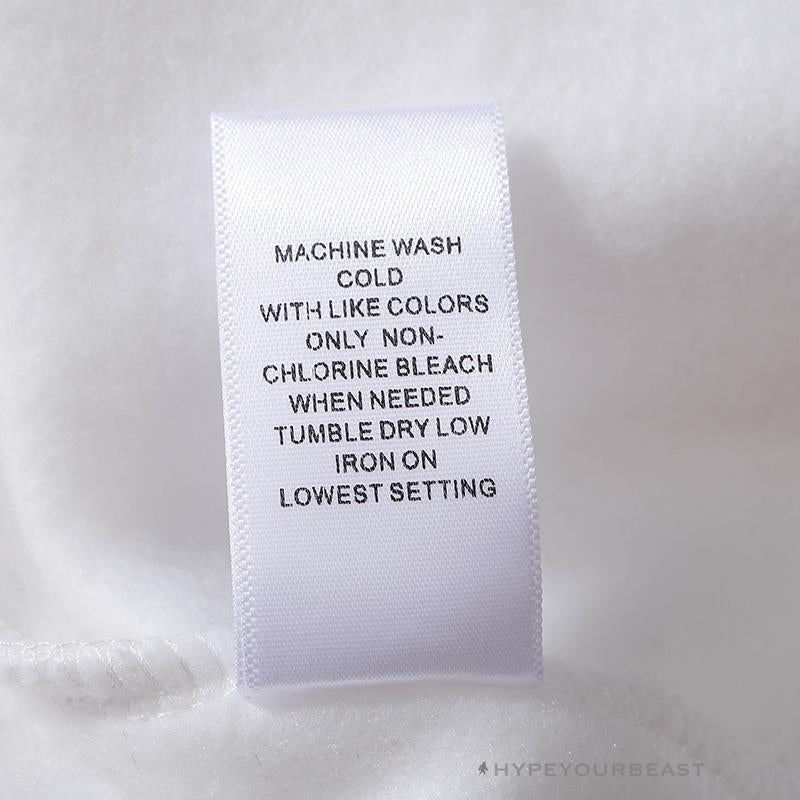 MACHINE WASH
COLD
WITH LIKE COLORS
ONLY NON-
CHLORINE BLEACH
WHEN NEEDED
TUMBLE DRY LOW
IRON ON
LOWEST SETTING
HYPEYOURBEAST